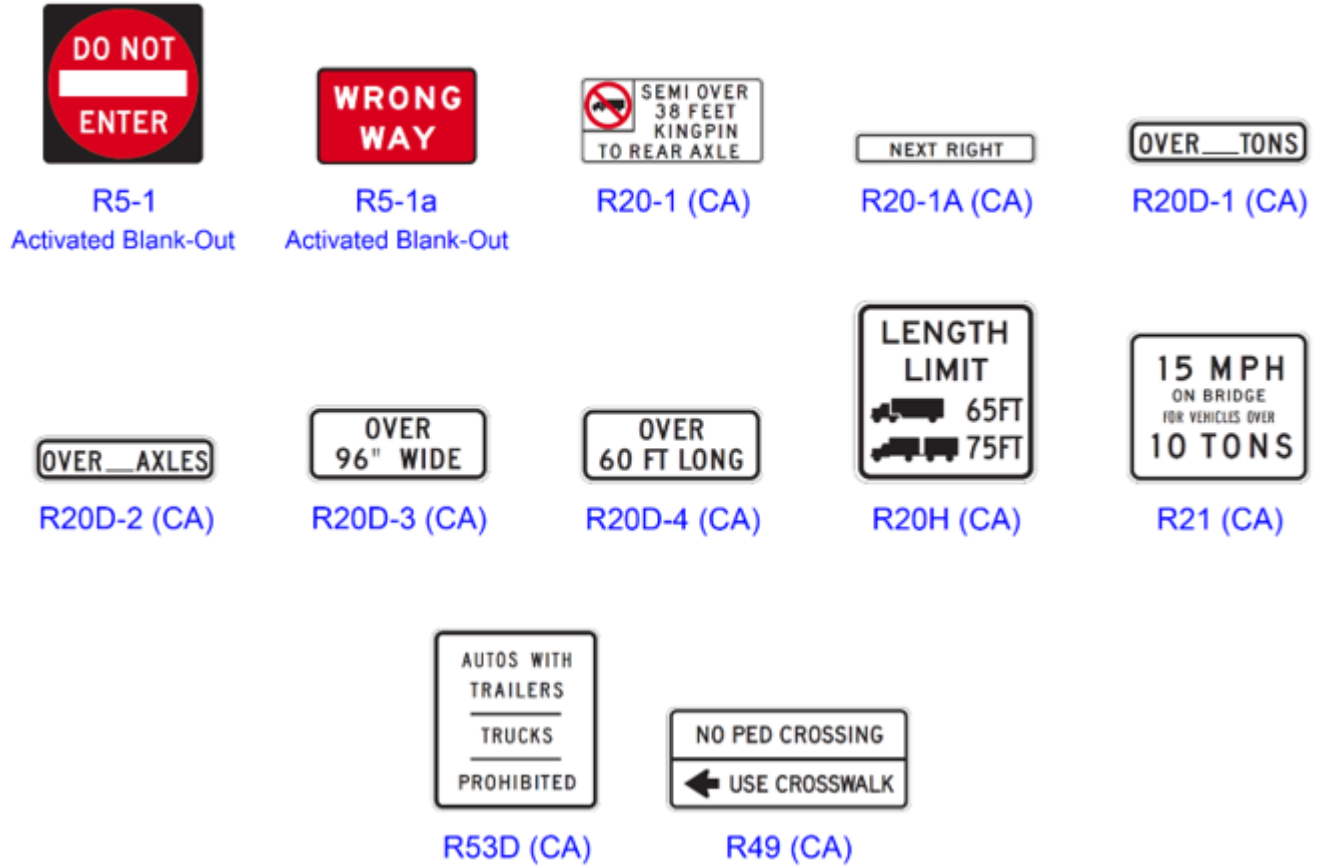 DO NOT
ENTER
R5-1
Activated Blank-Out
WRONG
WAY
R5-1a
Activated Blank-Out
SEMI OVER
38 FEET
KINGPIN
TO REAR AXLE
R20-1 (CA)
NEXT RIGHT
R20-1A (CA)
OVER___TONS
R20D-1 (CA)
OVER__AXLES
R20D-2 (CA)
OVER
96" WIDE
R20D-3 (CA)
OVER
60 FT LONG
R20D-4 (CA)
LENGTH
LIMIT
65FT
75FT
R20H (CA)
15 MPH
ON BRIDGE
FOR VEHICLES OVER
10 TONS
R21 (CA)
AUTOS WITH
TRAILERS
TRUCKS
PROHIBITED
R53D (CA)
NO PED CROSSING
USE CROSSWALK
R49 (CA)